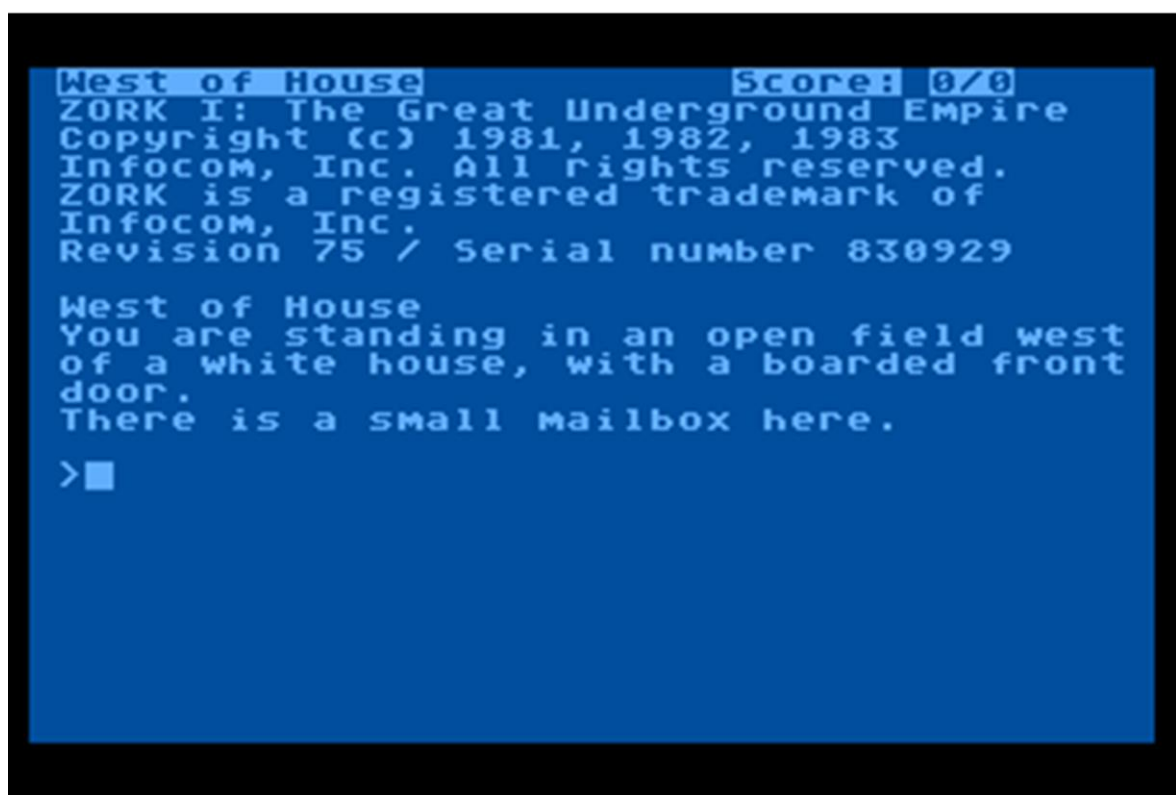 West of House Score: 0/0
ZORK I: The Great Underground Empire
Copyright (c) 1981, 1982, 1983
Infocom, Inc. All rights reserved.
ZORK is a registered trademark of
Infocom, Inc.
Revision 75 / Serial number 830929
West of House
You are standing in an open field west
of a white house, with a boarded front
door.
There is a small mailbox here.
>